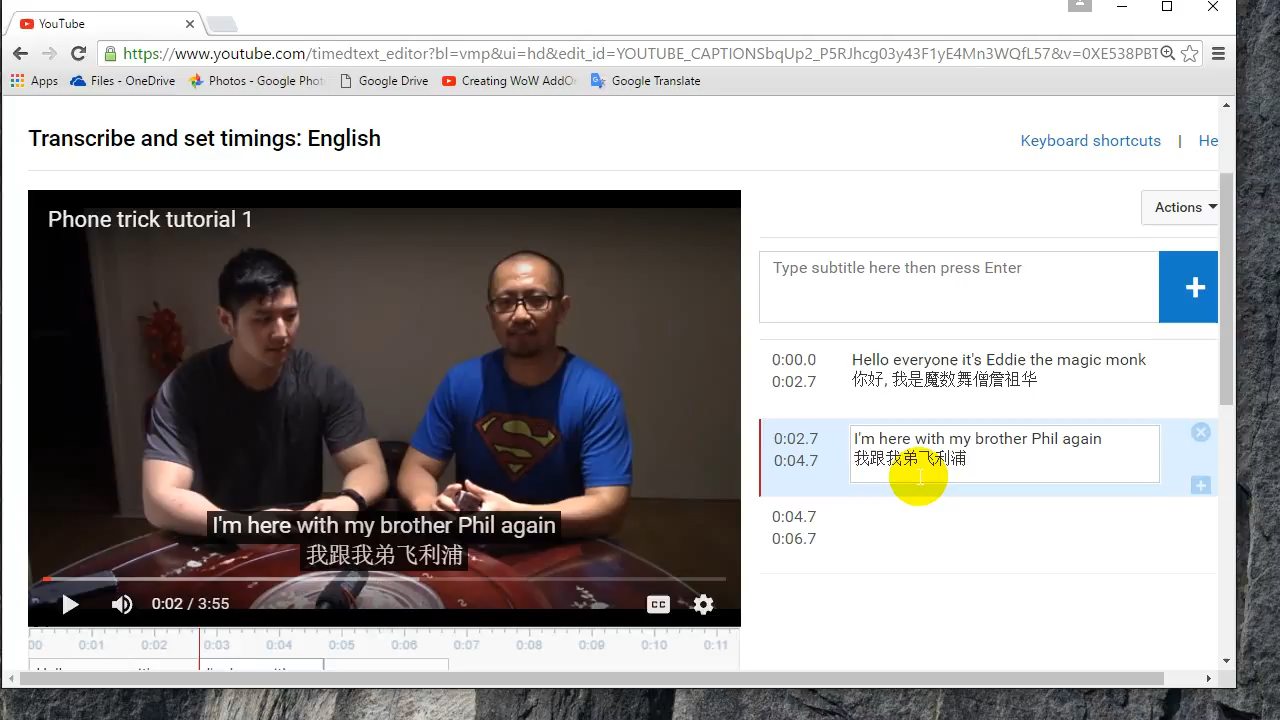 YouTube
https://www.youtube.com/timedtext_editor?bl=vmp&ui=hd&edit_id=YOUTUBE_CAPTIONSbqUp2_P5RJhcg03y43F1yE4Mn3WQfL57&v=0XE538PBT
Apps
Files - OneDrive
Photos - Google Phot
Google Drive
Creating WoW AddO
Google Translate
Transcribe and set timings: English
Keyboard shortcuts | He
Phone trick tutorial 1
Actions
Type subtitle here then press Enter
+
0:00.0
0:02.7
Hello everyone it's Eddie the magic monk
你好, 我是魔数舞僧詹祖华
0:02.7
0:04.7
I'm here with my brother Phil again
我跟我弟飞利浦
0:04.7
0:06.7
I'm here with my brother Phil again
我跟我弟飞利浦
0:02 / 3:55
CC
00 0:01 0:02 0:03 0:04 0:05 0:06 0:07 0:08 0:09 0:10 0:11